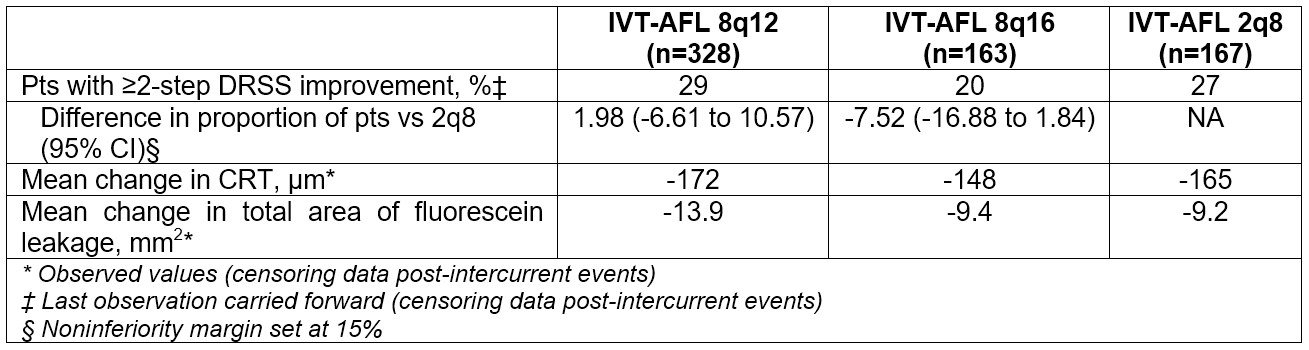 IVT-AFL 8q12 (n=328) IVT-AFL 8q16 (n=163) IVT-AFL 2q8 (n=167)
Pts with ≥2-step DRSS improvement, %‡ 29 20 27
Difference in proportion of pts vs 2q8 (95% CI)§ 1.98 (-6.61 to 10.57) -7.52 (-16.88 to 1.84) NA
Mean change in CRT, µm* -172 -148 -165
Mean change in total area of fluorescein leakage, mm2* -13.9 -9.4 -9.2
* Observed values (censoring data post-intercurrent events)
‡ Last observation carried forward (censoring data post-intercurrent events)
§ Noninferiority margin set at 15%